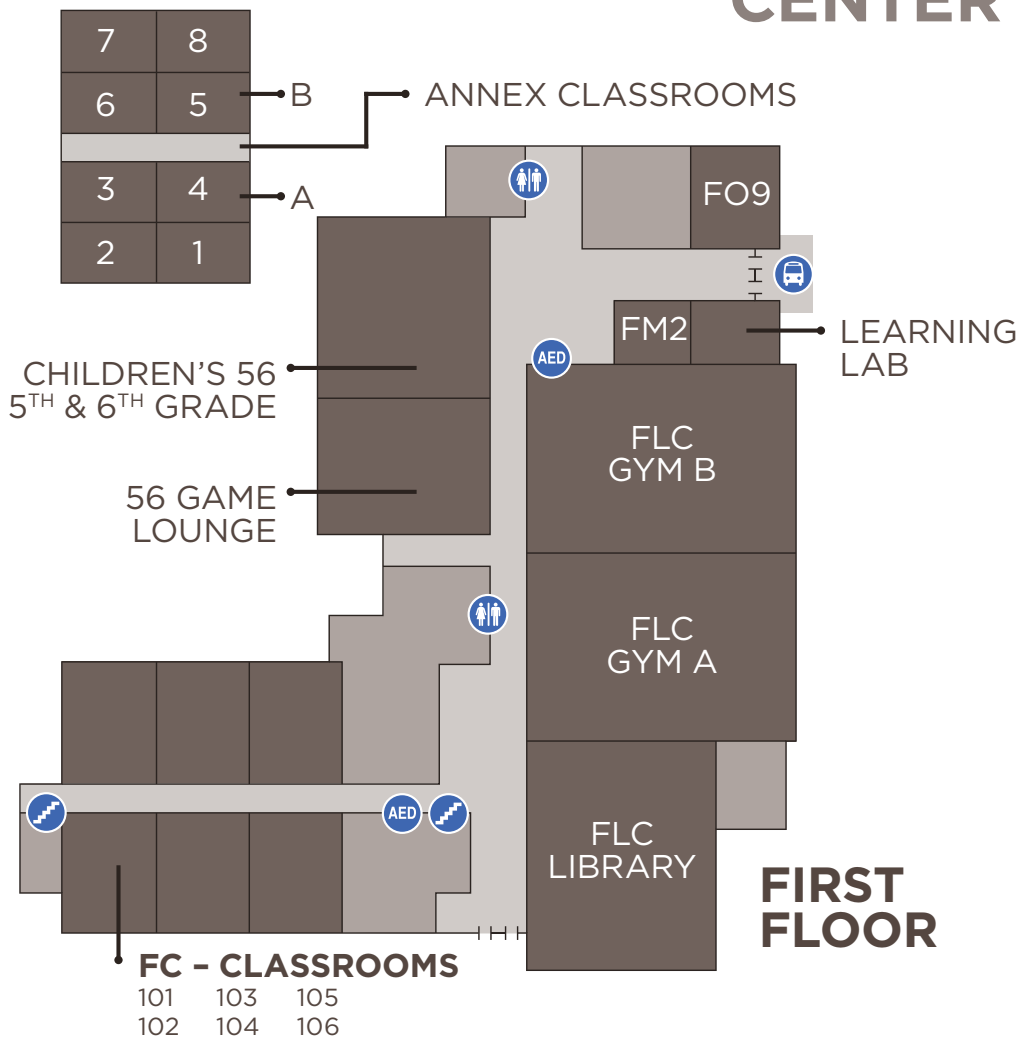 CENTER
7 8
6 5
B
ANNEX CLASSROOMS
3 4
A
2 1
FO9
FM2
LEARNING
LAB
AED
CHILDREN'S 56
5TH & 6TH GRADE
FLC
GYM B
56 GAME
LOUNGE
FLC
GYM A
AED
FLC
LIBRARY
FIRST
FLOOR
FC – CLASSROOMS
101 103 105
102 104 106